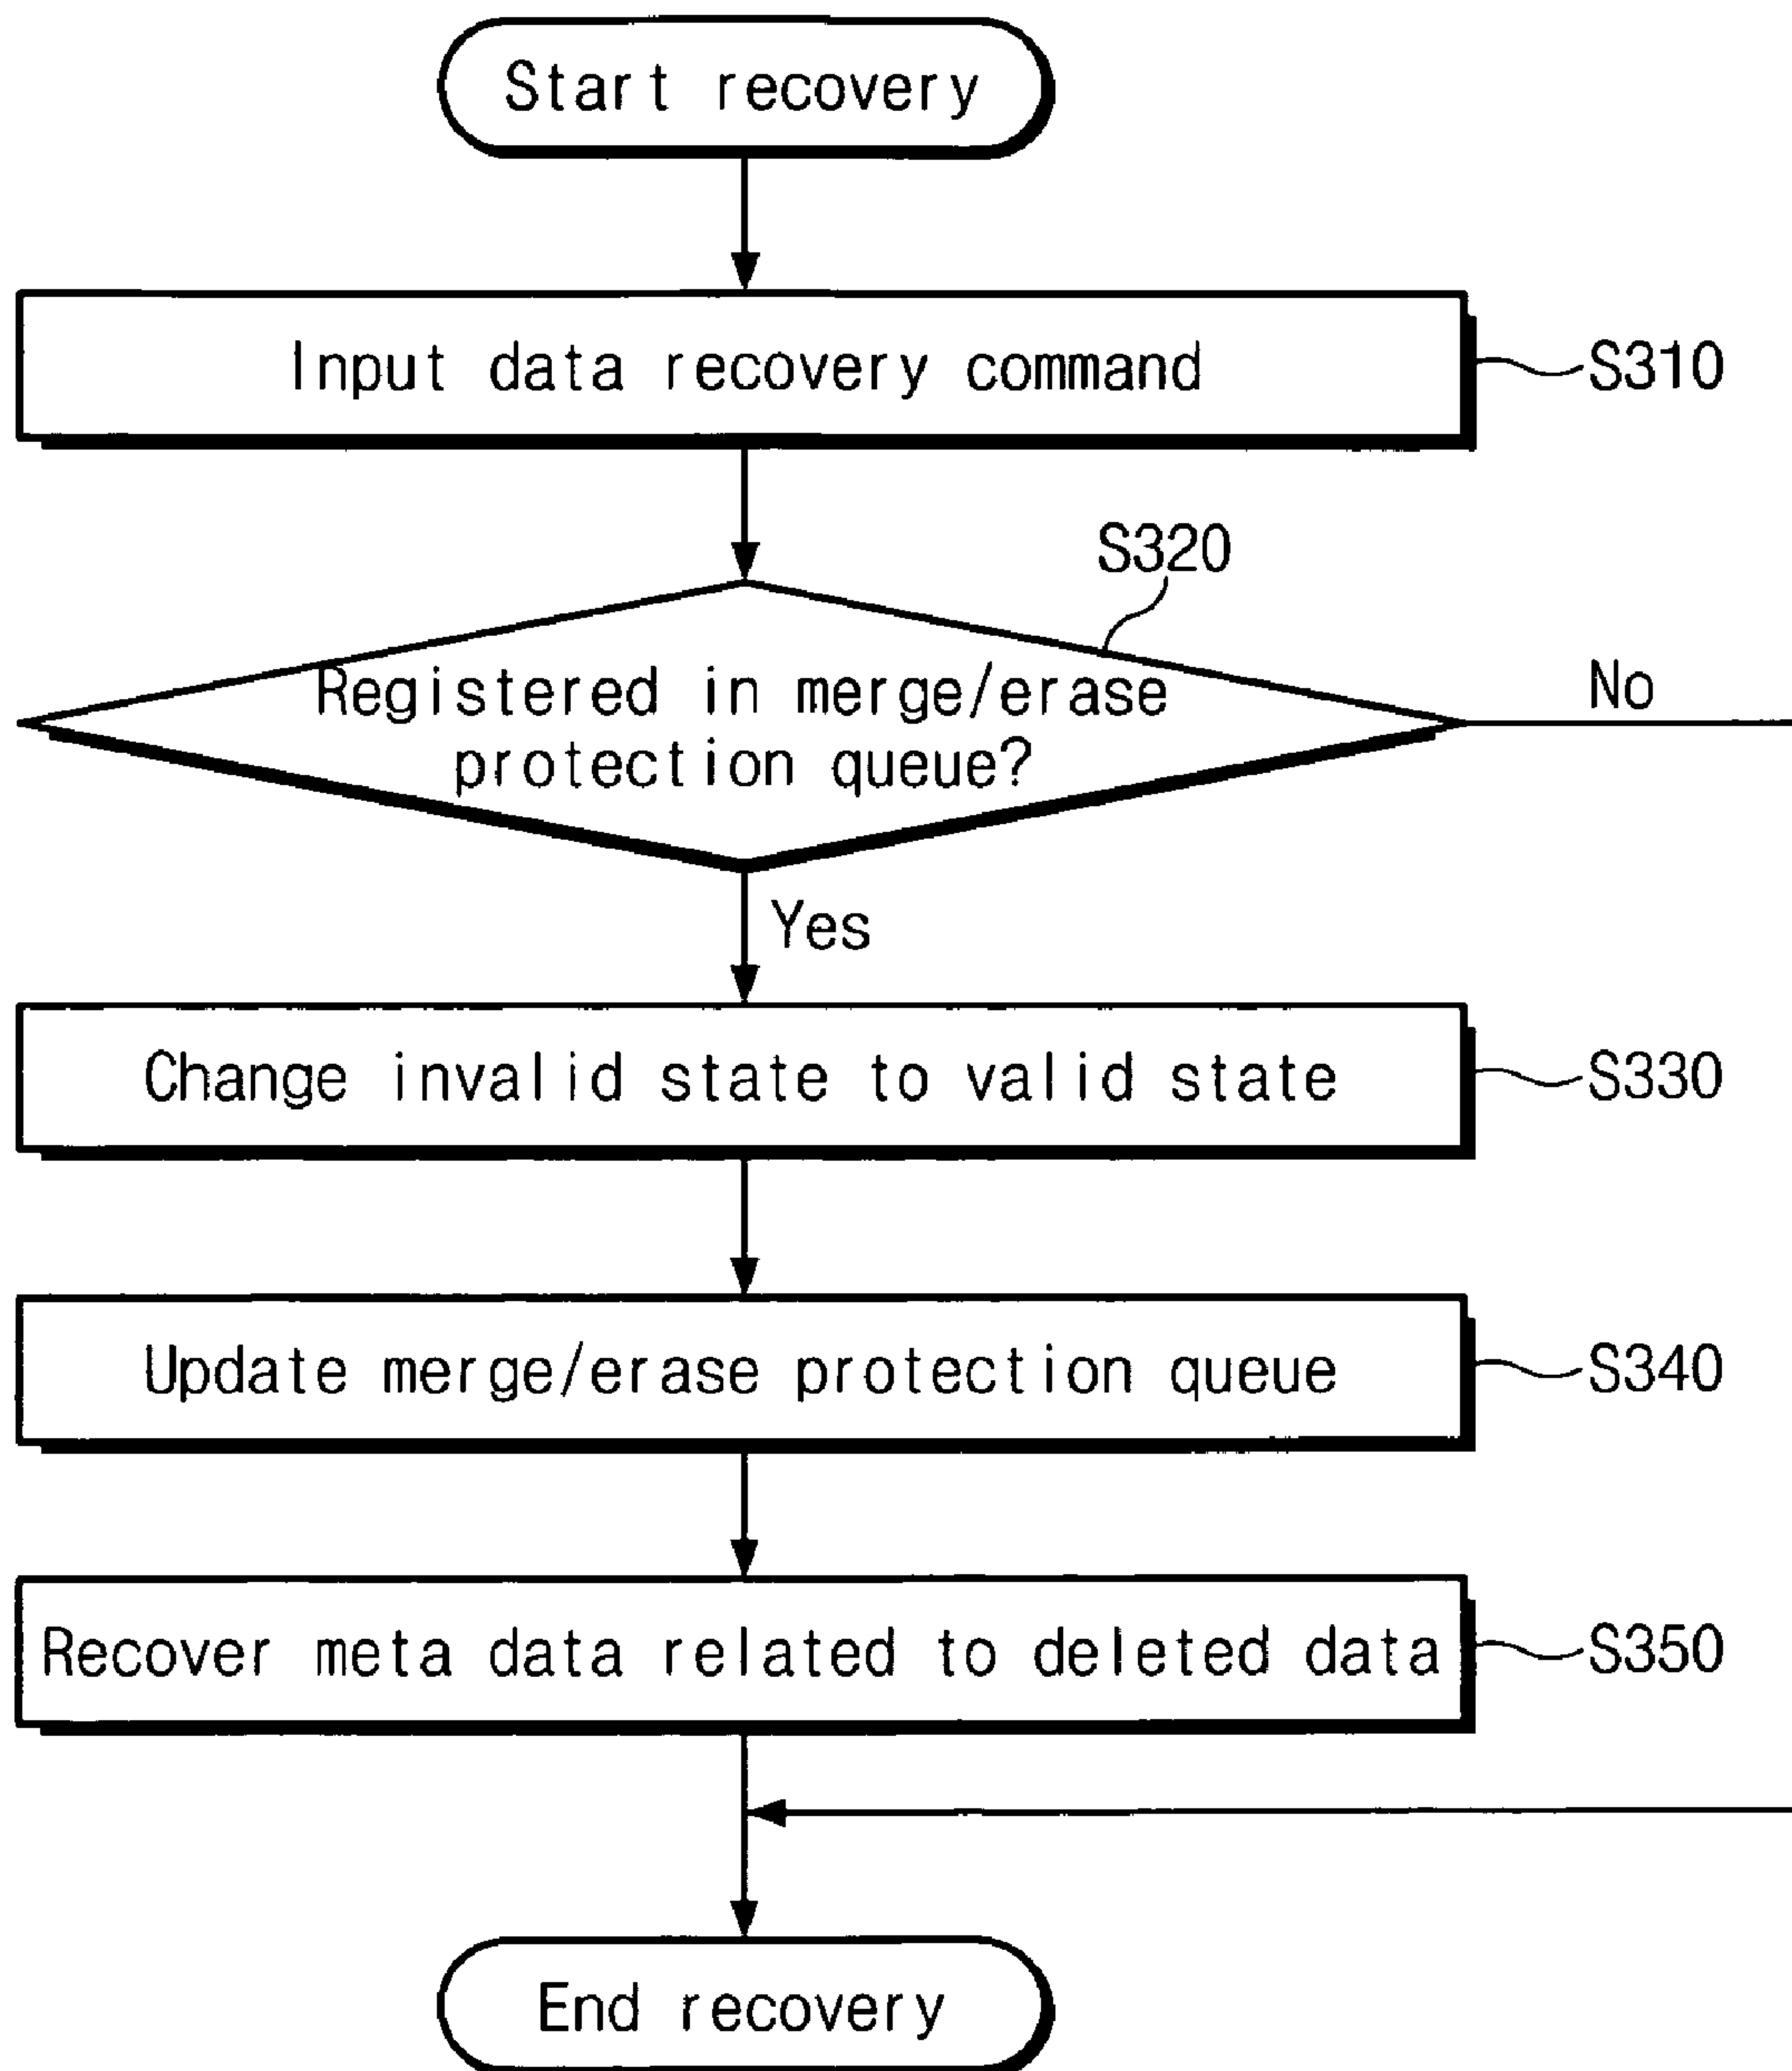 Start recovery
Input data recovery command
S310
S320
Registered in merge/erase
protection queue?
No
Yes
Change invalid state to valid state
S330
Update merge/erase protection queue
S340
Recover meta data related to deleted data
S350
End recovery